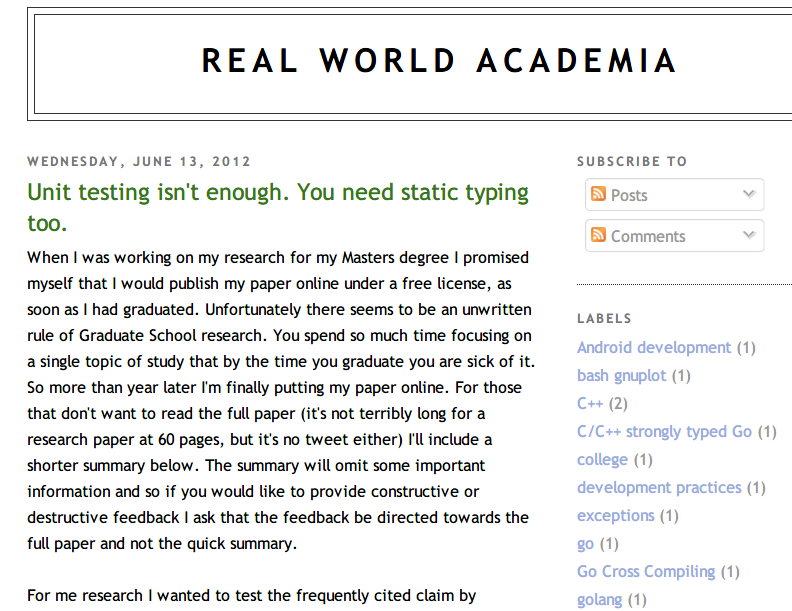 REAL WORLD ACADEMIA
WEDNESDAY, JUNE 13, 2012
Unit testing isn't enough. You need static typing
too.
When I was working on my research for my Masters degree I promised
myself that I would publish my paper online under a free license, as
soon as I had graduated. Unfortunately there seems to be an unwritten
rule of Graduate School research. You spend so much time focusing on
a single topic of study that by the time you graduate you are sick of it.
So more than year later I'm finally putting my paper online. For those
that don't want to read the full paper (it's not terribly long for a
research paper at 60 pages, but it's no tweet either) I'll include a
shorter summary below. The summary will omit some important
information and so if you would like to provide constructive or
destructive feedback I ask that the feedback be directed towards the
full paper and not the quick summary.
For me research I wanted to test the frequently cited claim by
SUBSCRIBE TO
Posts
Comments
LABELS
Android development (1)
bash gnuplot (1)
C++ (2)
C/C++ strongly typed Go (1)
college (1)
development practices (1)
exceptions (1)
go (1)
Go Cross Compiling (1)
golang (1)